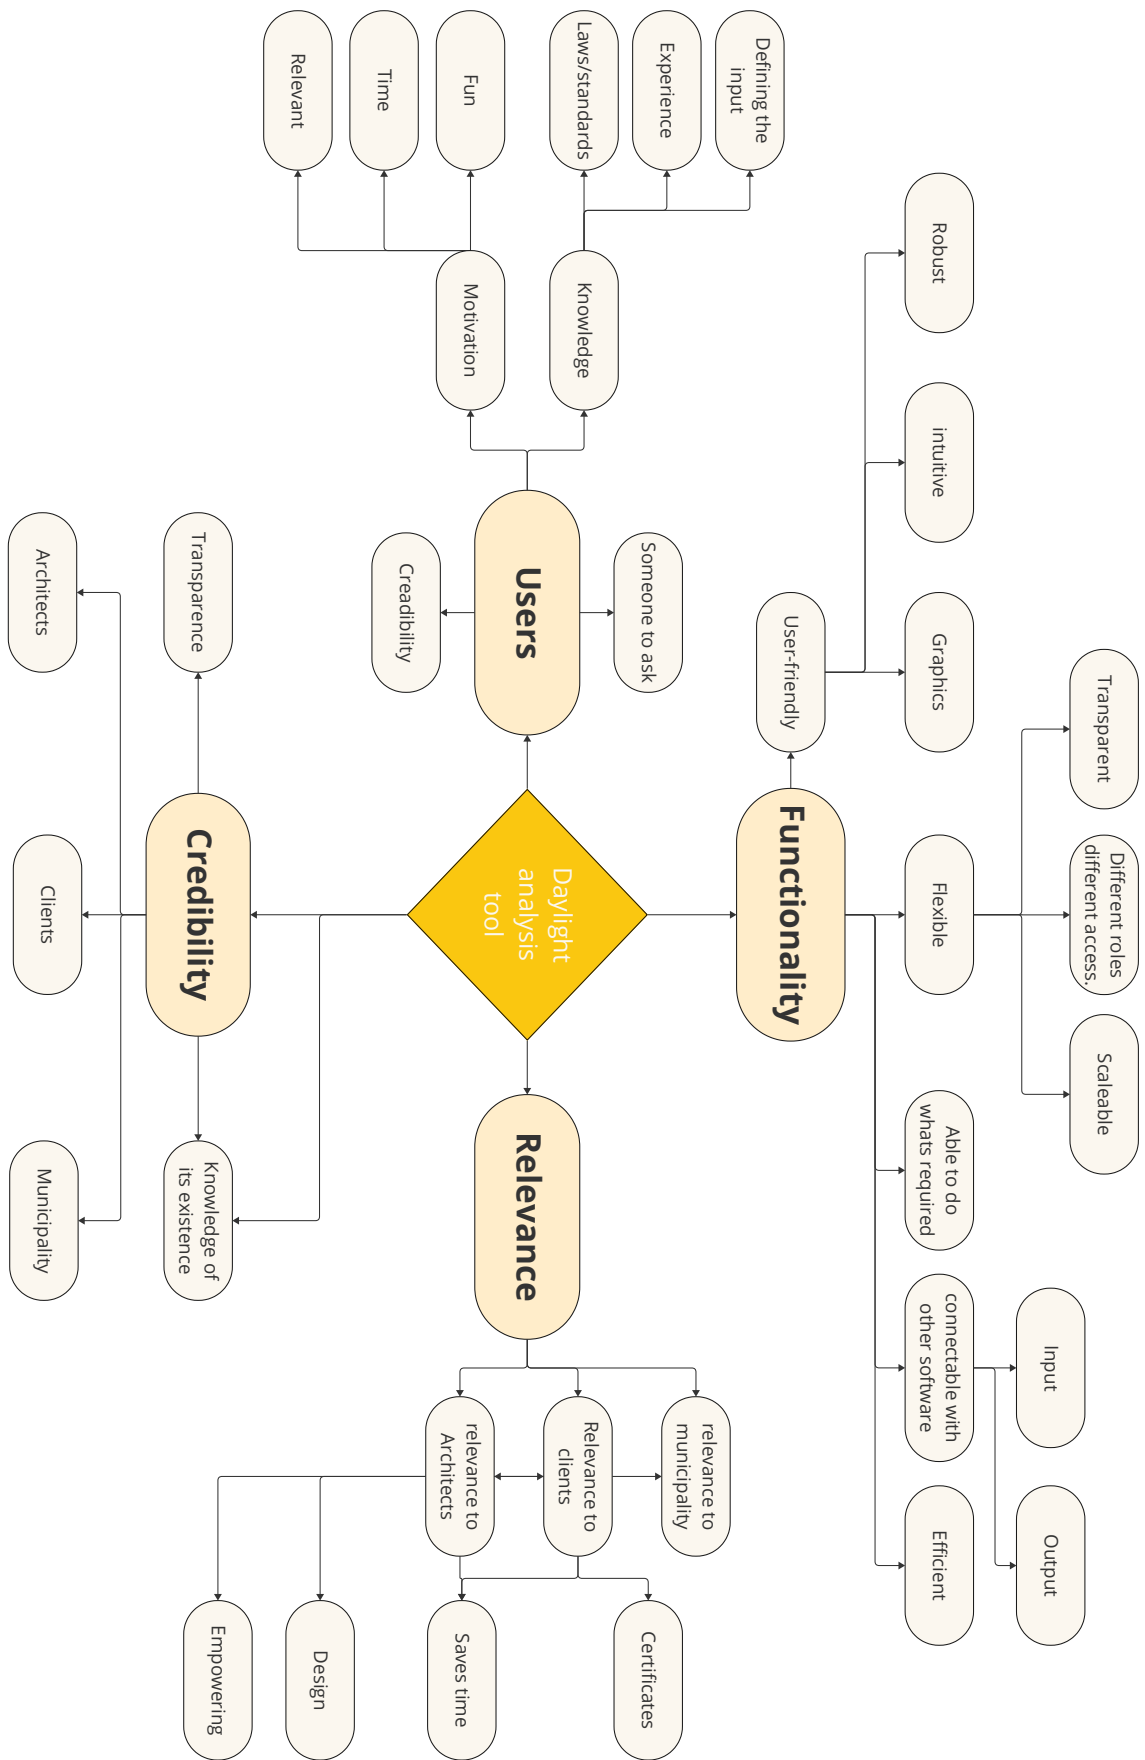 Transparent
Different roles
different access.
Scaleable
Input
Output
Robust
intuitive
Graphics
Flexible
Able to do
whats required
connectable with
other software
Efficient
User-friendly
Functionality
Defining the
input
Experience
Laws/standards
Fun
Time
Relevant
Knowledge
Motivation
Someone to ask
Users
Creadibility
Daylight
analysis
tool
Relevance
relevance to
municipality
Relevance to
clients
relevance to
Architects
Certificates
Saves time
Design
Empowering
Transparence
Credibility
Knowledge of
its existence
Architects
Clients
Municipality